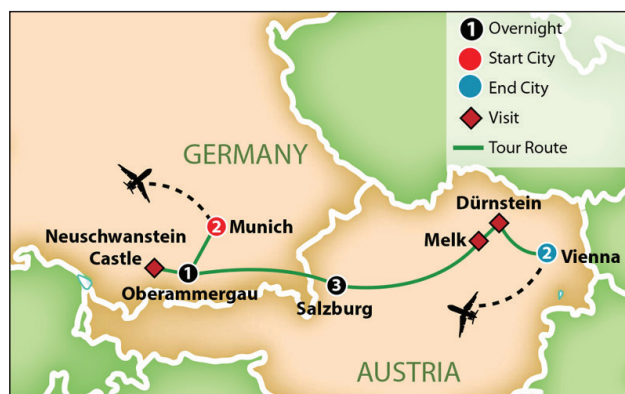 1 Overnight
Start City
End City
Visit
Tour Route
GERMANY
2 Munich
Neuschwanstein
Castle
1
Oberammergau
3
Salzburg
Dürnstein
Melk
2 Vienna
AUSTRIA